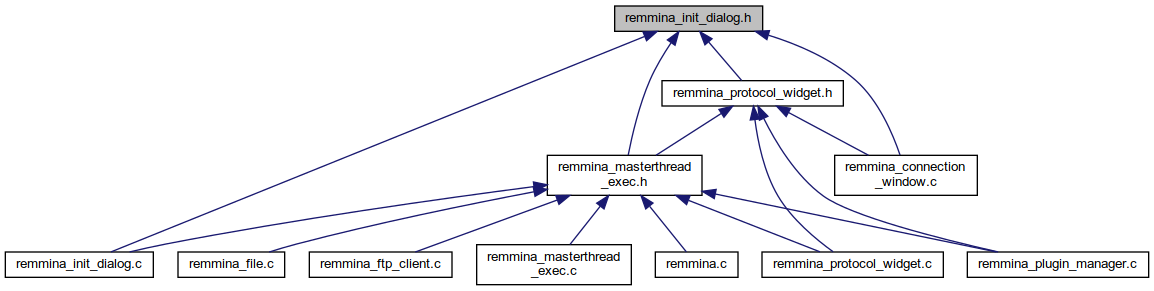 remmina_init_dialog.h
remmina_protocol_widget.h
remmina_masterthread
_exec.h
remmina_connection
_window.c
remmina_init_dialog.c
remmina_file.c
remmina_ftp_client.c
remmina_masterthread
_exec.c
remmina.c
remmina_protocol_widget.c
remmina_plugin_manager.c